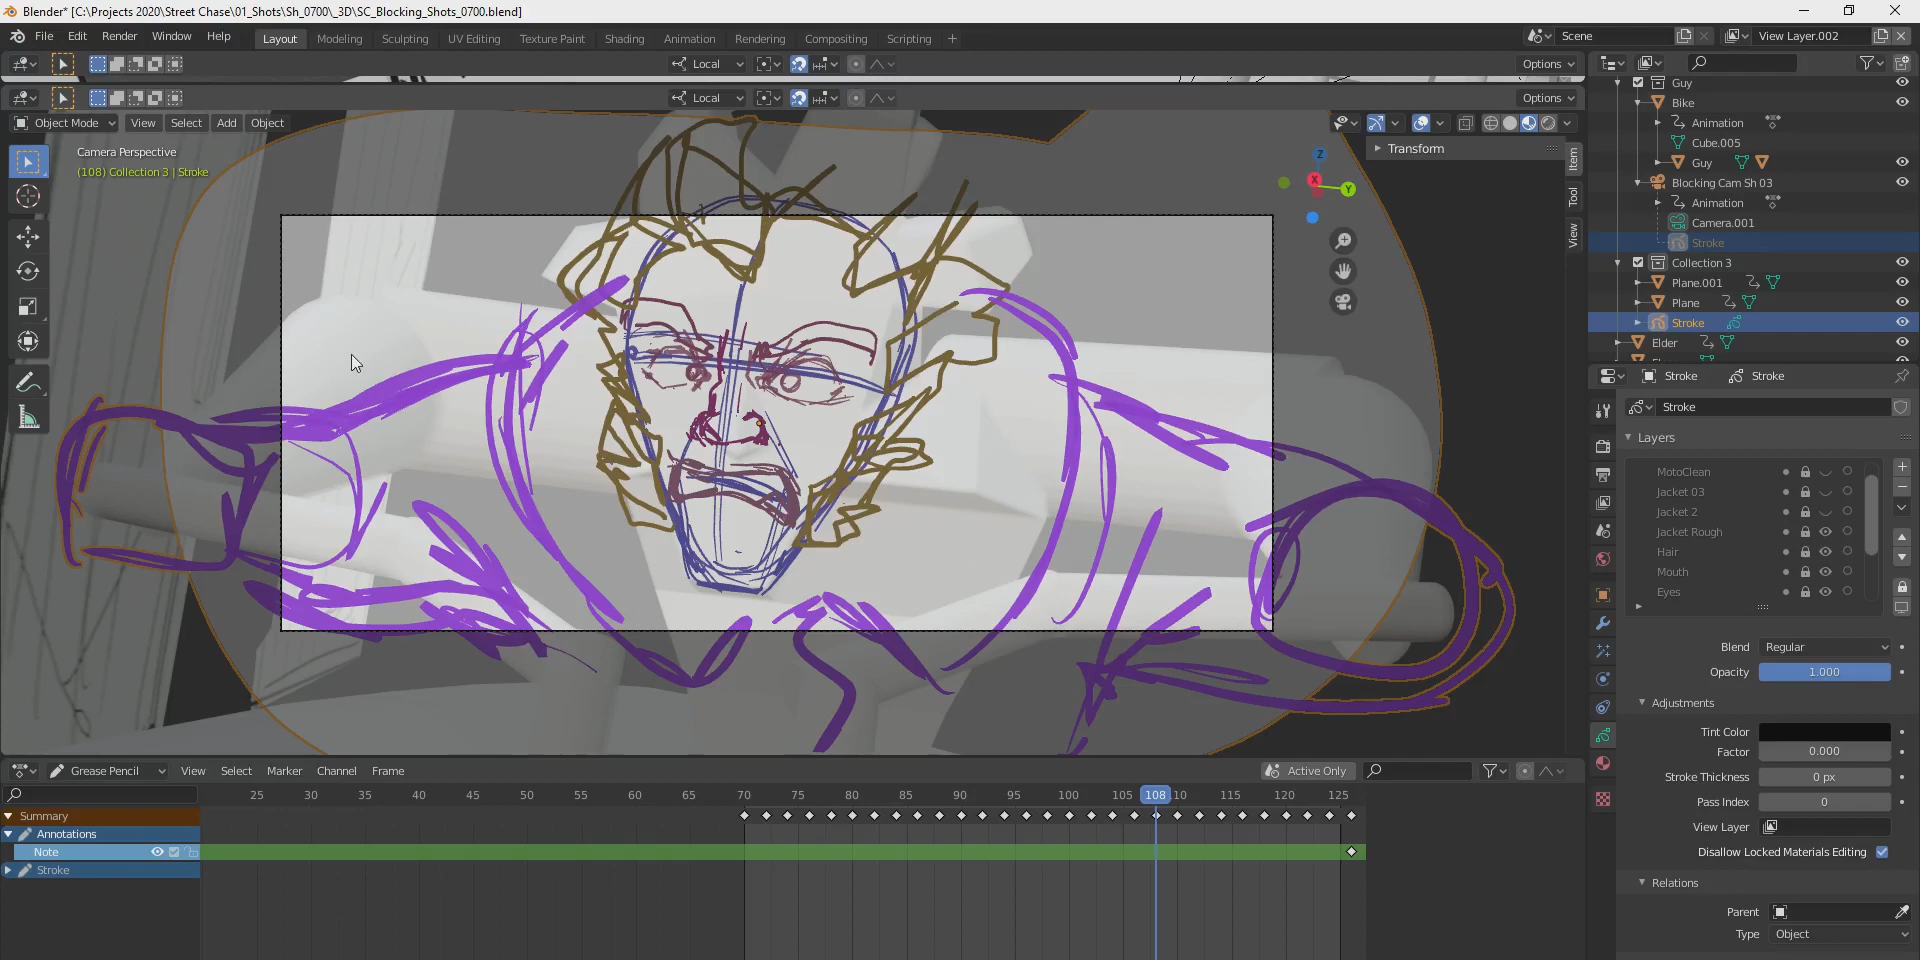 Blender* [C:\Projects 2020\Street Chase\01_Shots\Sh_0700\_3D\SC_Blocking_Shots_0700.blend]
File Edit Render Window Help
Layout Modeling Sculpting UV Editing Texture Paint Shading Animation Rendering Compositing Scripting +
Scene
View Layer.002
Local
Options
Local
Options
Object Mode View Select Add Object
Camera Perspective
(108) Collection 3 | Stroke
Z
X
Y
Transform
Item
Tool
View
Guy
Bike
Animation
Cube.005
Guy
Blocking Cam Sh 03
Animation
Camera.001
Stroke
Collection 3
Plane.001
Plane
Stroke
Elder
Stroke Stroke
Stroke
Layers
MotoClean
Jacket 03
Jacket 2
Jacket Rough
Hair
Mouth
Eyes
Blend Regular
Opacity 1.000
Adjustments
Tint Color
Factor 0.000
Stroke Thickness 0 px
Pass Index 0
View Layer
Disallow Locked Materials Editing
Relations
Parent
Type Object
Grease Pencil View Select Marker Channel Frame
Active Only
25 30 35 40 45 50 55 60 65 70 75 80 85 90 95 100 105 108 110 115 120 125
Summary
Annotations
Note
Stroke